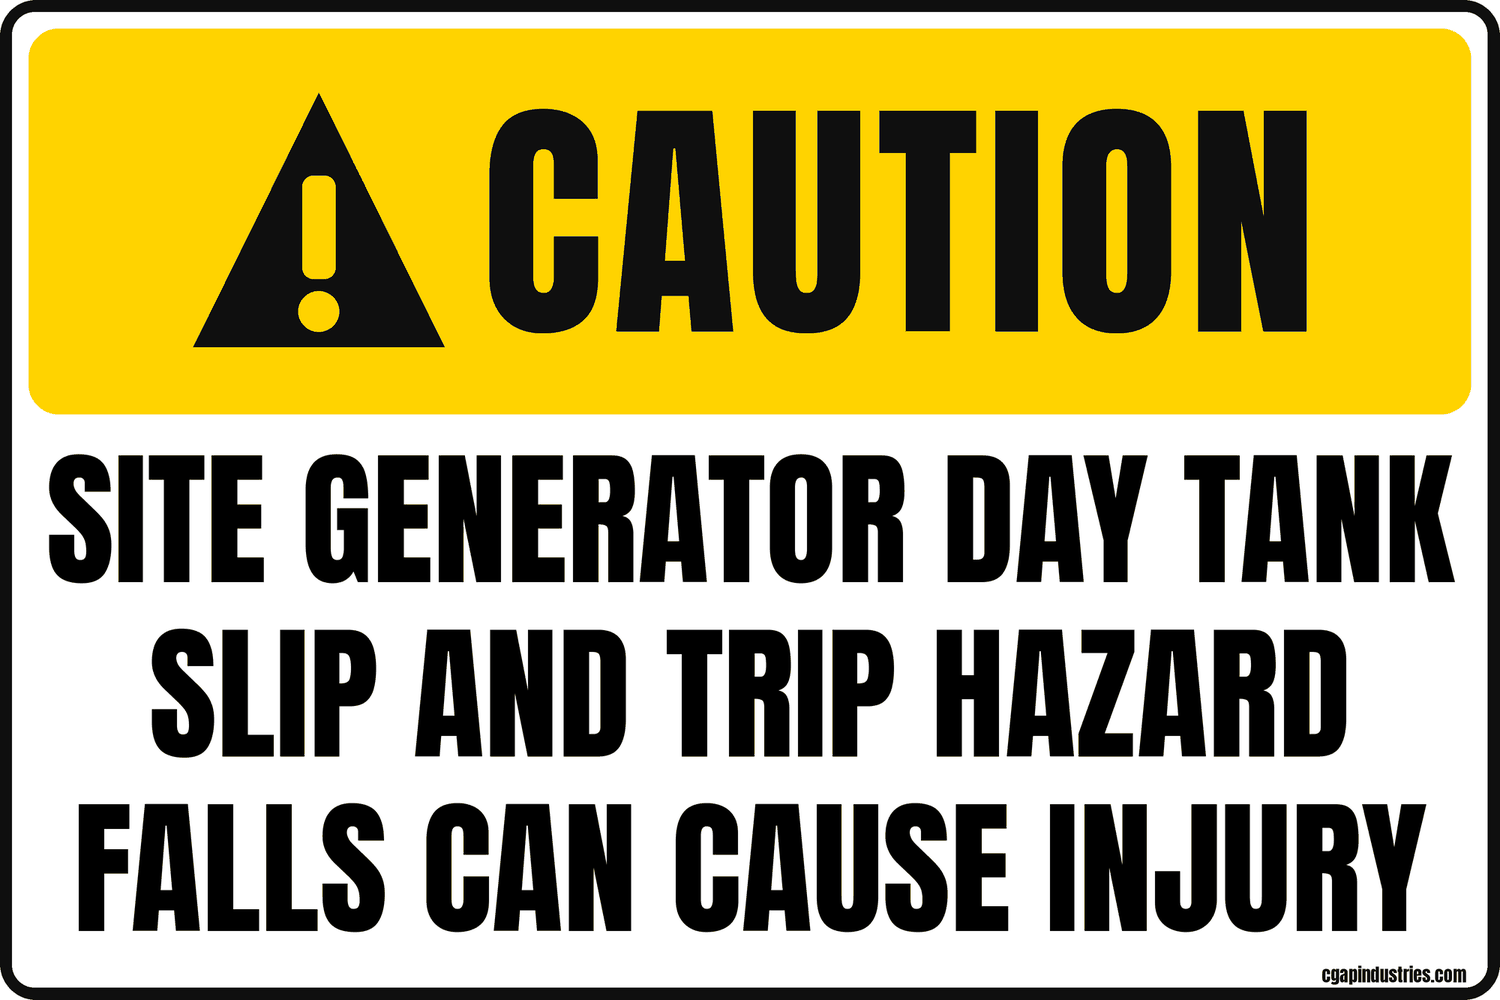 CAUTION
SITE GENERATOR DAY TANK
SLIP AND TRIP HAZARD
FALLS CAN CAUSE INJURY
cgapindustries.com